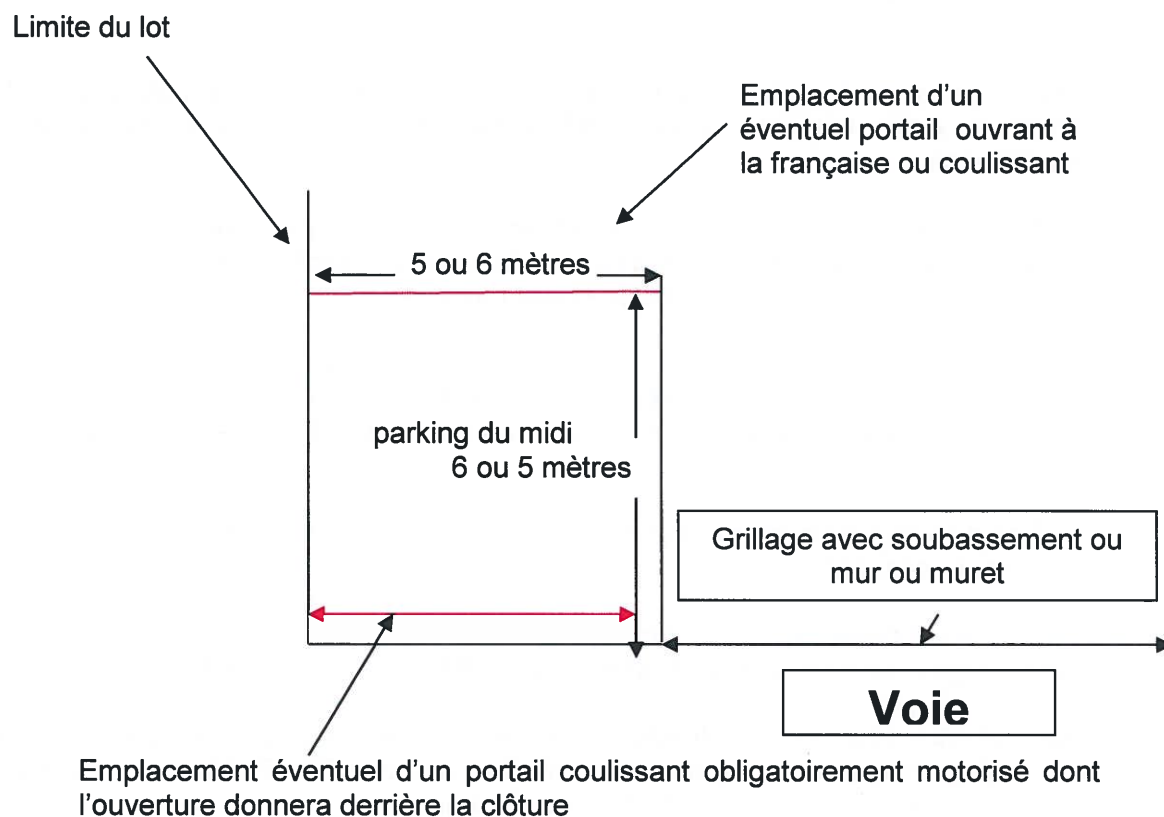 Limite du lot
Emplacement d'un
éventuel portail ouvrant à
la française ou coulissant
5 ou 6 mètres
parking du midi
6 ou 5 mètres
Grillage avec soubassement ou
mur ou muret
Voie
Emplacement éventuel d'un portail coulissant obligatoirement motorisé dont
l'ouverture donnera derrière la clôture